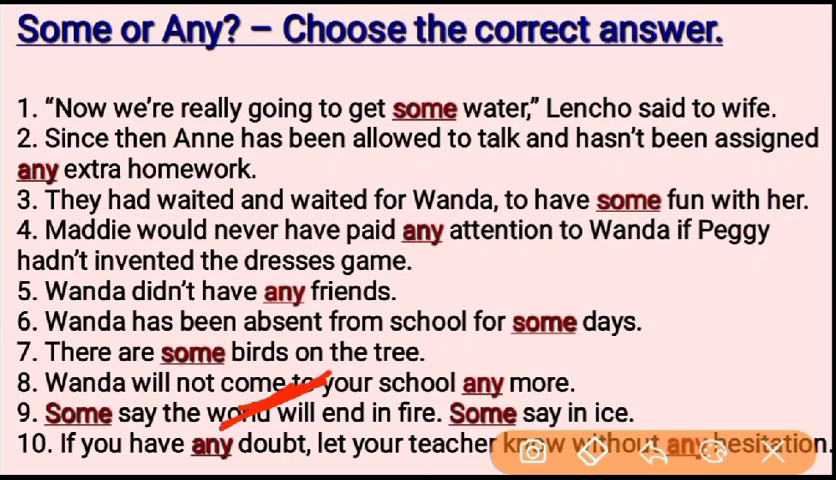 Some or Any? – Choose the correct answer.
1. “Now we're really going to get some water,” Lencho said to wife.
2. Since then Anne has been allowed to talk and hasn't been assigned
any extra homework.
3. They had waited and waited for Wanda, to have some fun with her.
4. Maddie would never have paid any attention to Wanda if Peggy
hadn't invented the dresses game.
5. Wanda didn't have any friends.
6. Wanda has been absent from school for some days.
7. There are some birds on the tree.
8. Wanda will not come to your school any more.
9. Some say the world will end in fire. Some say in ice.
10. If you have any doubt, let your teacher know without any hesitation.